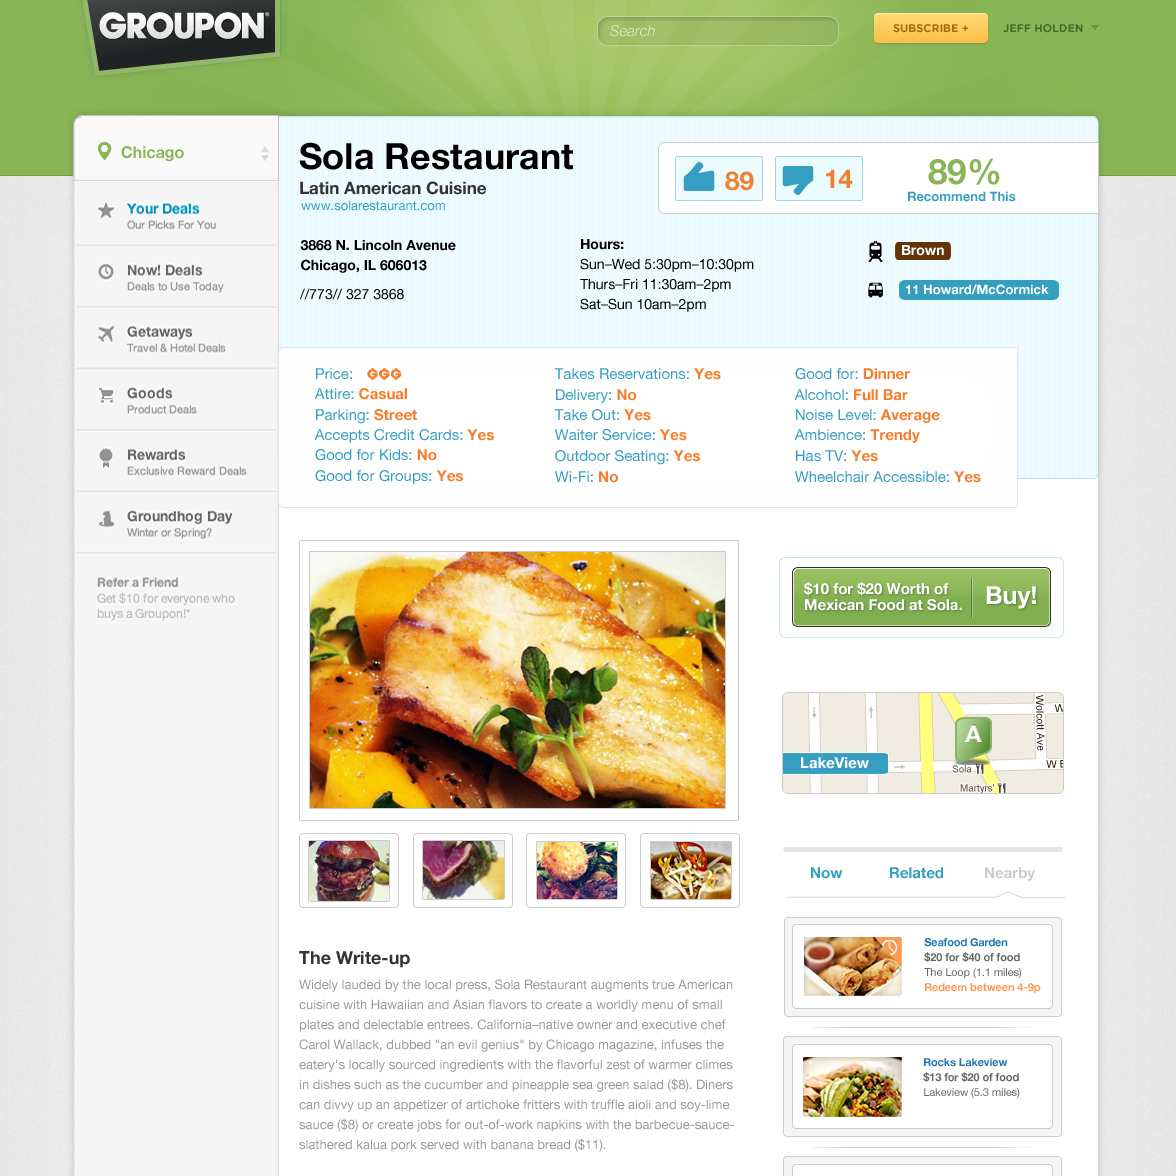 GROUPON®
Search
SUBSCRIBE +
JEFF HOLDEN
Chicago
Your Deals
Our Picks For You
Now! Deals
Deals to Use Today
Getaways
Travel & Hotel Deals
Goods
Product Deals
Rewards
Exclusive Reward Deals
Groundhog Day
Winter or Spring?
Refer a Friend
Get $10 for everyone who
buys a Groupon!*
Sola Restaurant
Latin American Cuisine
www.solarestaurant.com
89
14
89%
Recommend This
3868 N. Lincoln Avenue
Chicago, IL 606013
//773// 327 3868
Hours:
Sun–Wed 5:30pm–10:30pm
Thurs–Fri 11:30am–2pm
Sat–Sun 10am–2pm
Brown
11 Howard/McCormick
Price: GGG
Attire: Casual
Parking: Street
Accepts Credit Cards: Yes
Good for Kids: No
Good for Groups: Yes
Takes Reservations: Yes
Delivery: No
Take Out: Yes
Waiter Service: Yes
Outdoor Seating: Yes
Wi-Fi: No
Good for: Dinner
Alcohol: Full Bar
Noise Level: Average
Ambience: Trendy
Has TV: Yes
Wheelchair Accessible: Yes
$10 for $20 Worth of
Mexican Food at Sola.
Buy!
Wolcott Ave
W
A
LakeView
Sola
W B
Martyrs'
The Write-up
Widely lauded by the local press, Sola Restaurant augments true American
cuisine with Hawaiian and Asian flavors to create a worldly menu of small
plates and delectable entrees. California–native owner and executive chef
Carol Wallack, dubbed "an evil genius" by Chicago magazine, infuses the
eatery's locally sourced ingredients with the flavorful zest of warmer climes
in dishes such as the cucumber and pineapple sea green salad ($8). Diners
can divvy up an appetizer of artichoke fritters with truffle aioli and soy-lime
sauce ($8) or create jobs for out-of-work napkins with the barbecue-sauce-
slathered kalua pork served with banana bread ($11).
Now
Related
Nearby
Seafood Garden
$20 for $40 of food
The Loop (1.1 miles)
Redeem between 4-9p
Rocks Lakeview
$13 for $20 of food
Lakeview (5.3 miles)